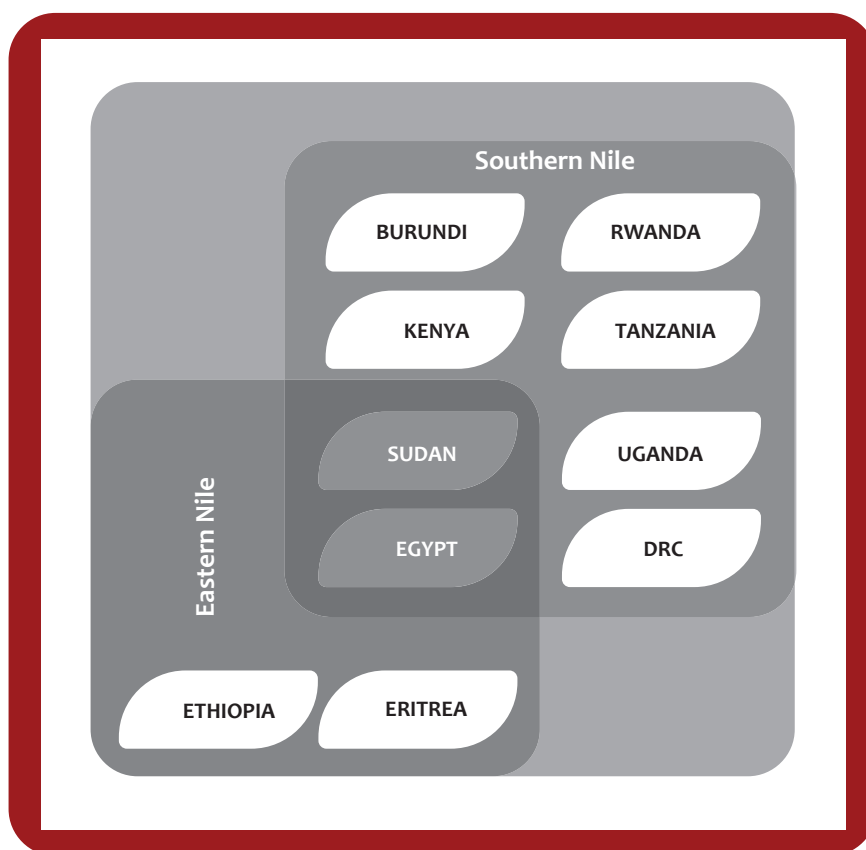 Southern Nile
BURUNDI
RWANDA
KENYA
TANZANIA
SUDAN
UGANDA
EGYPT
DRC
Eastern Nile
ETHIOPIA
ERITREA